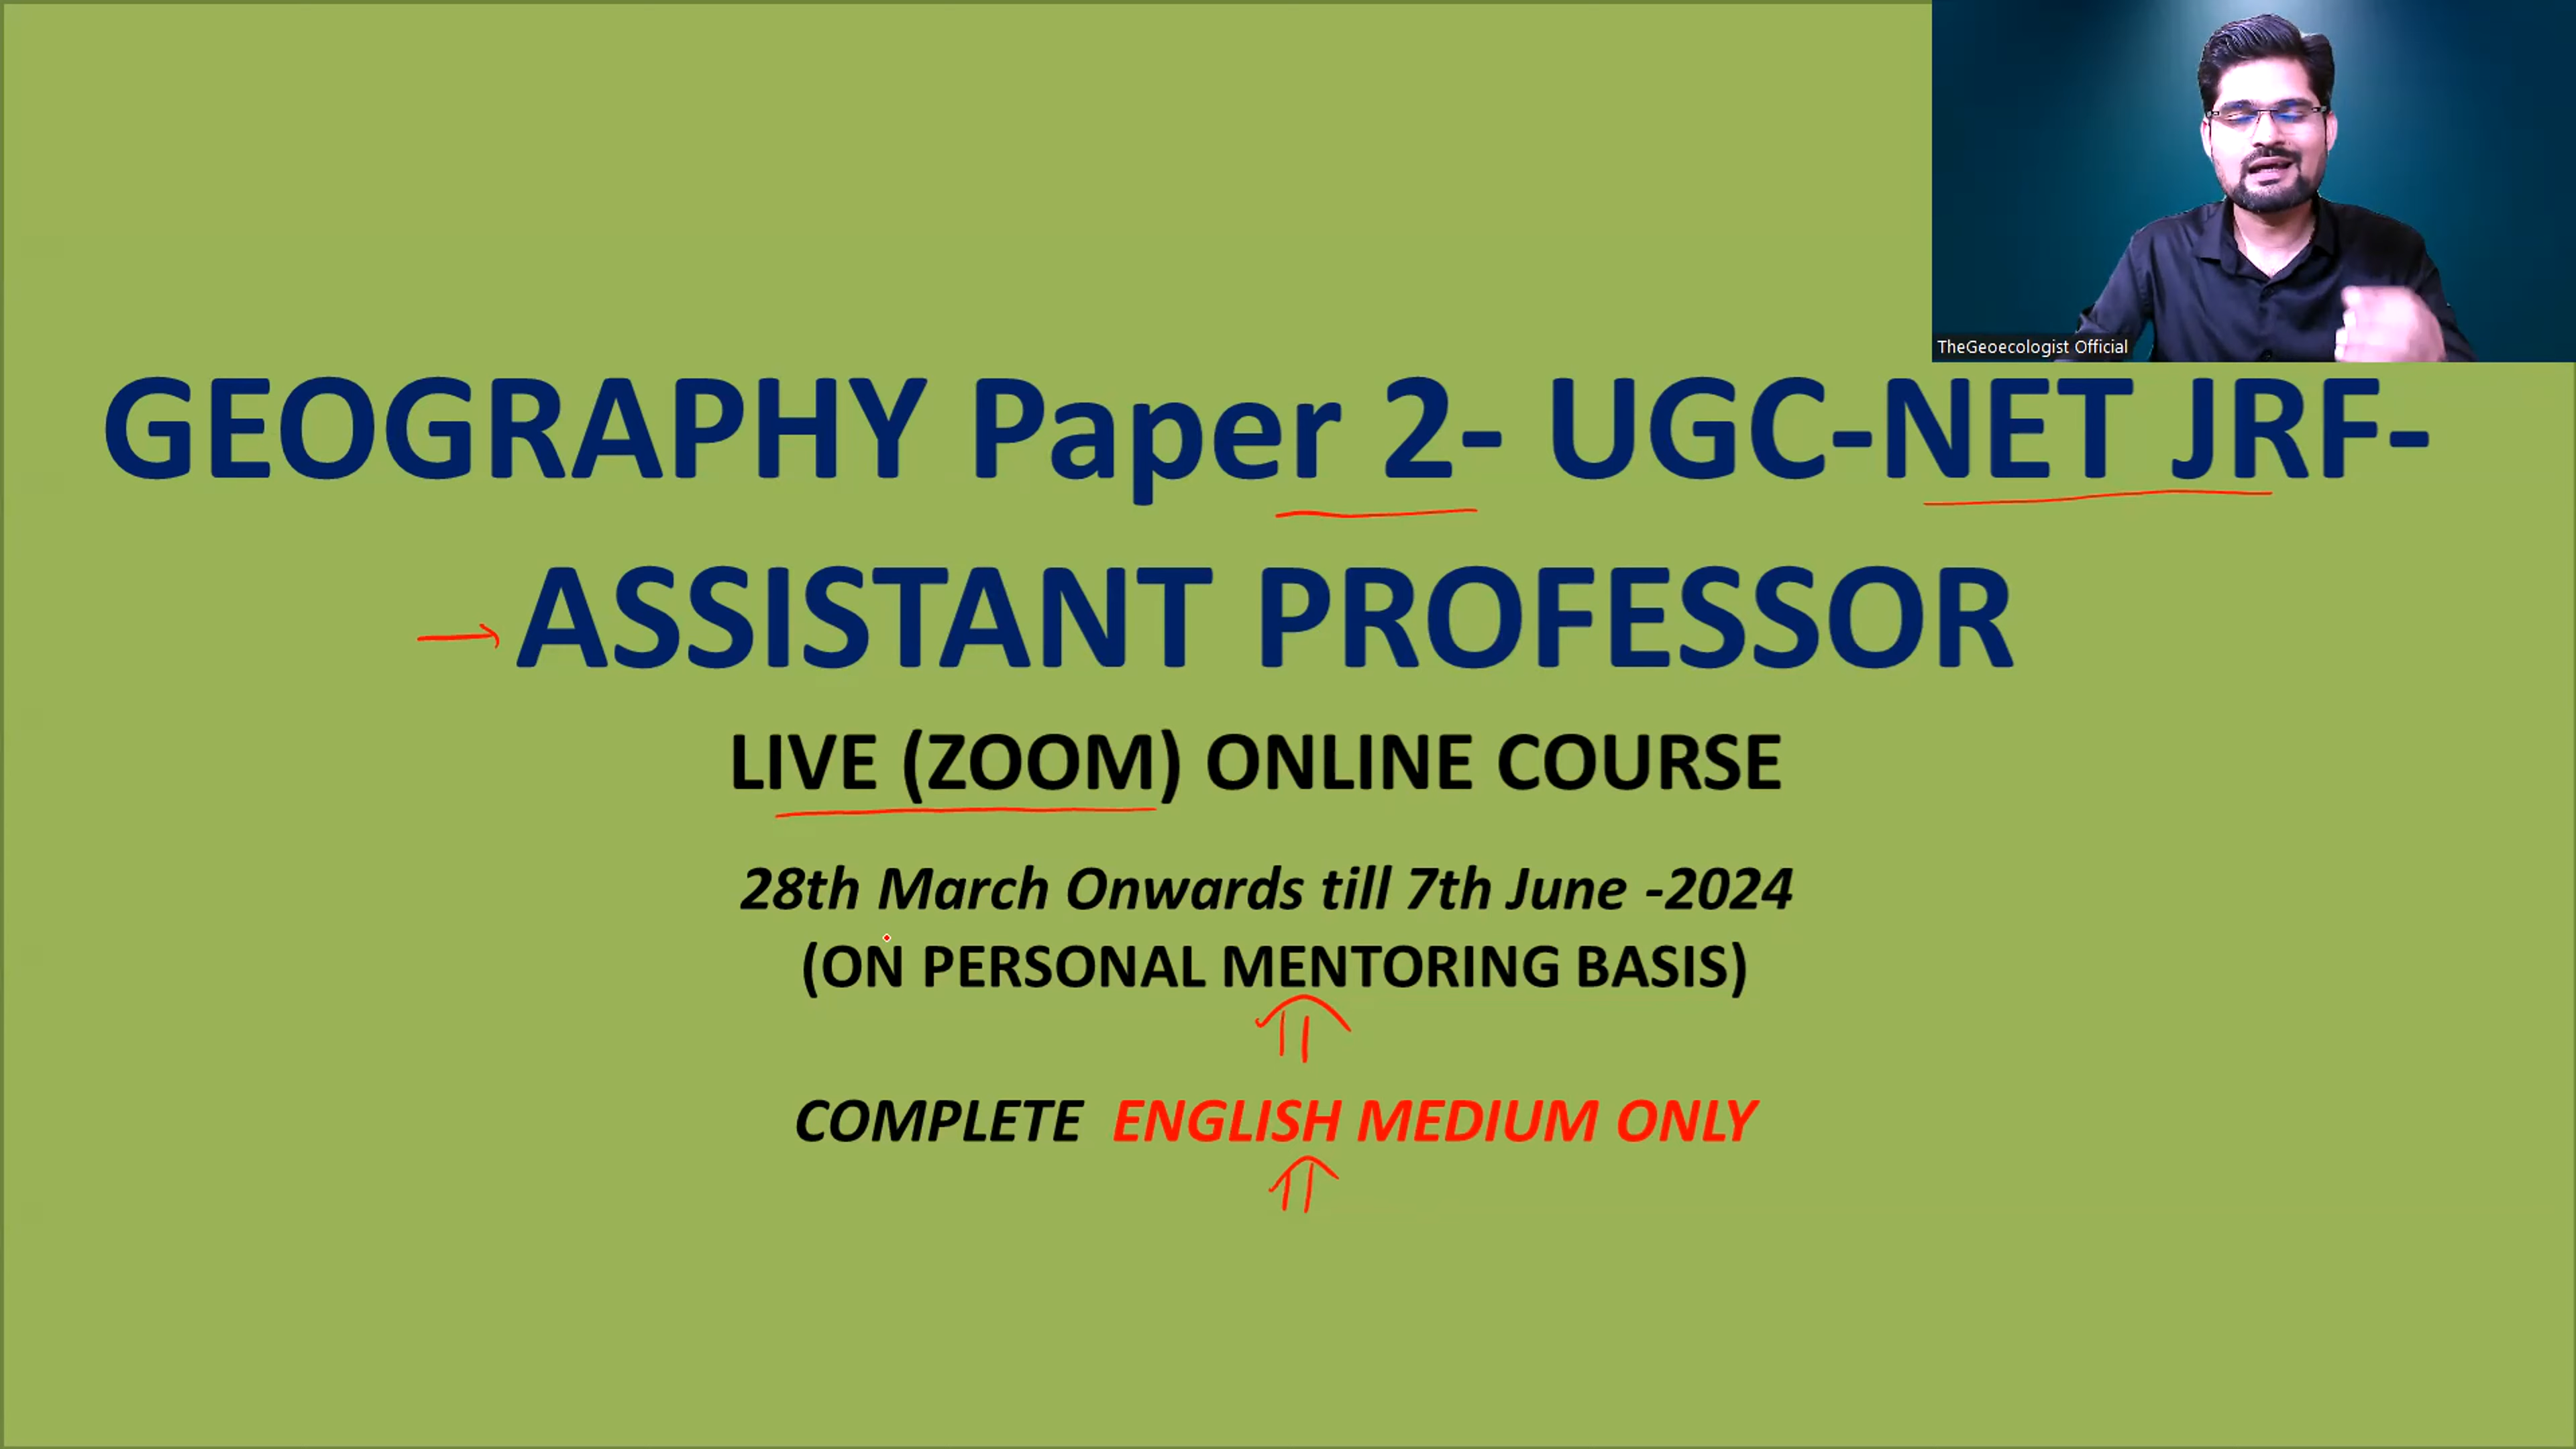 TheGeoecologist Official
GEOGRAPHY Paper 2- UGC-NET JRF-
ASSISTANT PROFESSOR
LIVE (ZOOM) ONLINE COURSE
28th March Onwards till 7th June -2024
(ON PERSONAL MENTORING BASIS)
COMPLETE ENGLISH MEDIUM ONLY